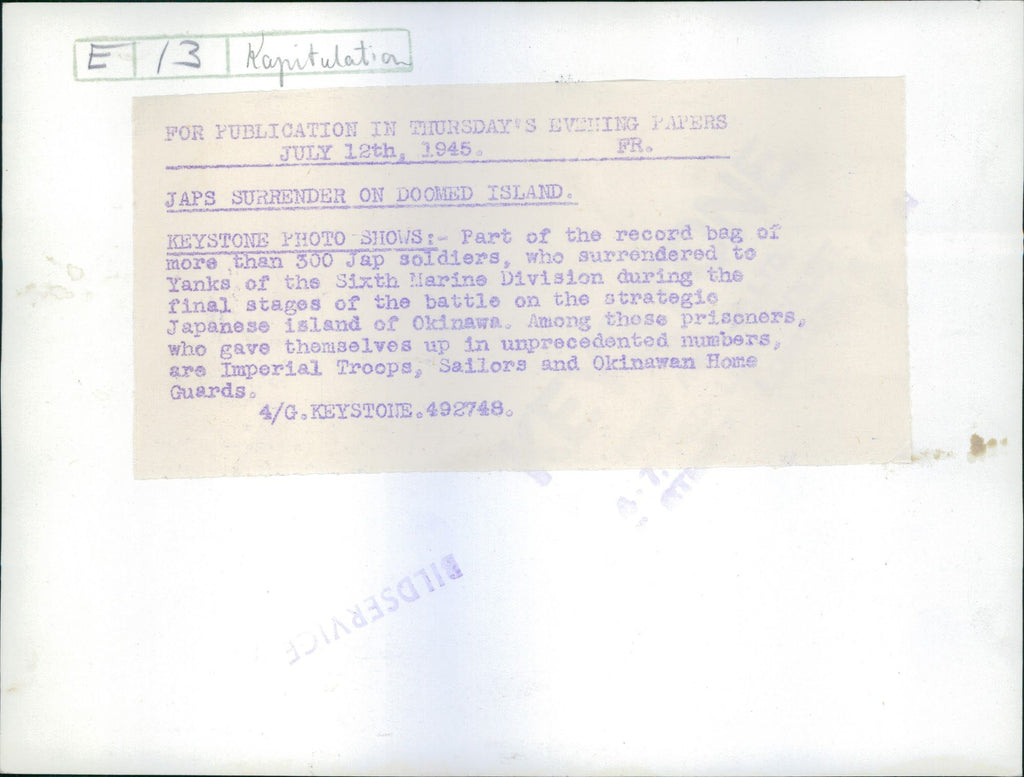 E 13 Kapitulation
FOR PUBLICATION IN THURSDAY'S EVENING PAPERS
JULY 12th, 1945. FR.
JAPS SURRENDER ON DOOMED ISLAND.
KEYSTONE PHOTO SHOWS:- Part of the record bag of
more than 300 Jap soldiers, who surrendered to
Yanks of the Sixth Marine Division during the
final stages of the battle on the strategic
Japanese island of Okinawa. Among these prisoners,
who gave themselves up in unprecedented numbers,
are Imperial Troops, Sailors and Okinawan Home
Guards.
4/G.KEYSTONE.492748.
BILDSERVICE